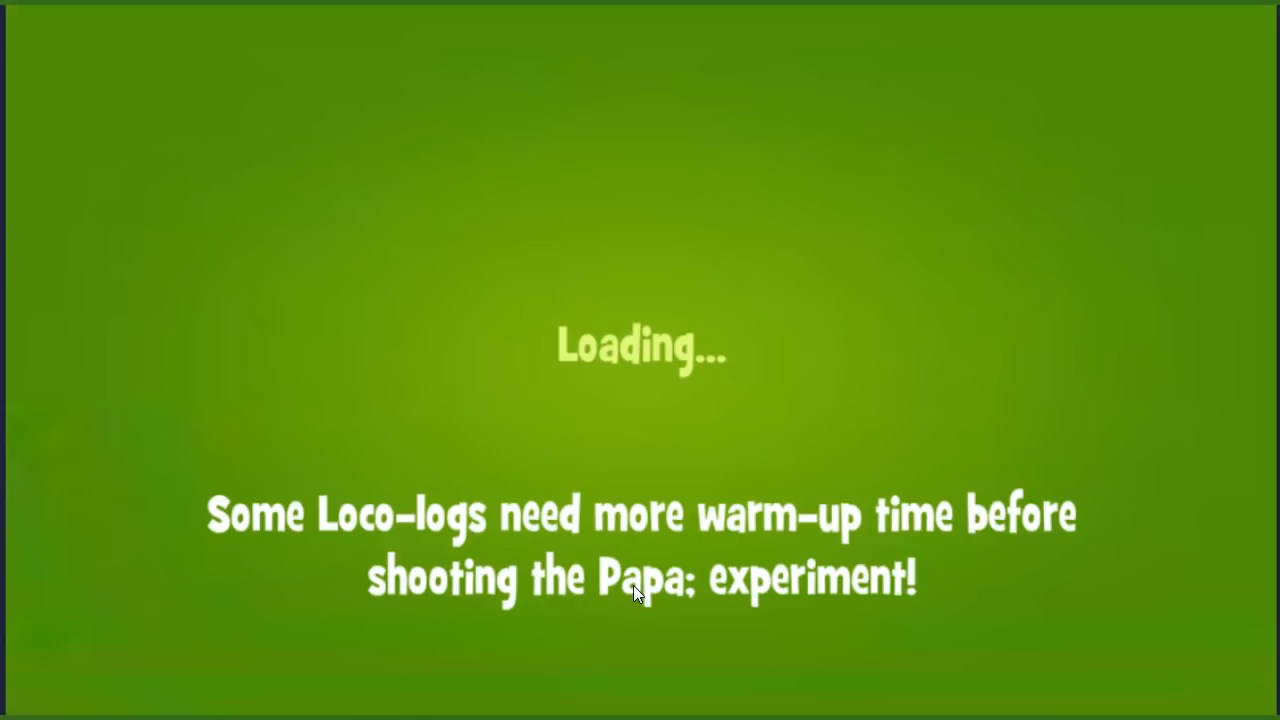 Loading...
Some Loco-logs need more warm-up time before
shooting the Papa; experiment!